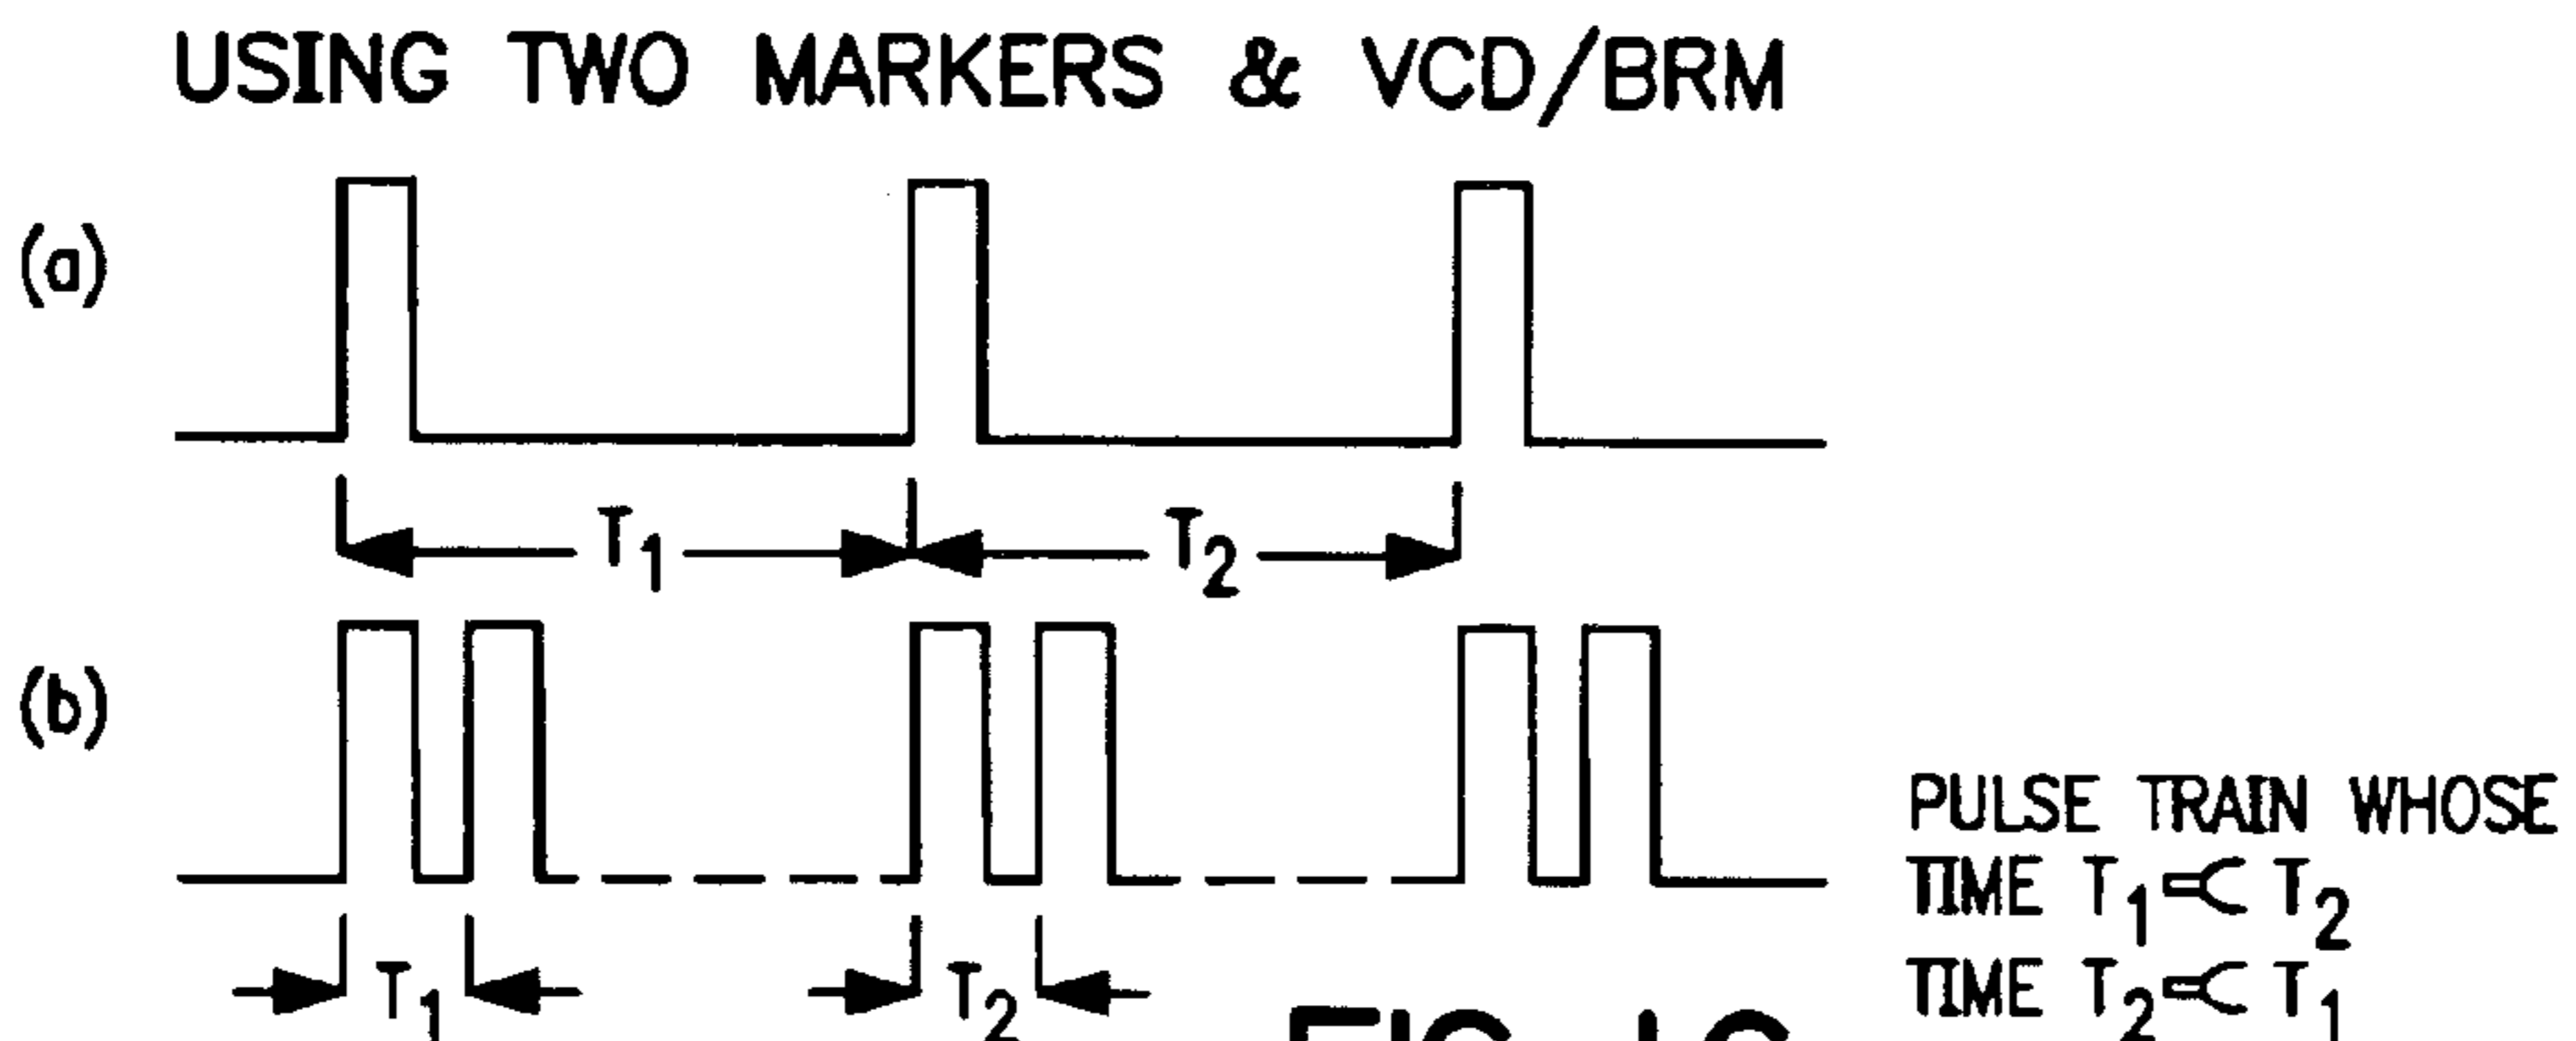 USING TWO MARKERS & VCD/BRM
(a)
T1 T2
(b)
PULSE TRAIN WHOSE
TIME T1 ∝ T2
TIME T2 ∝ T1
T1 T2